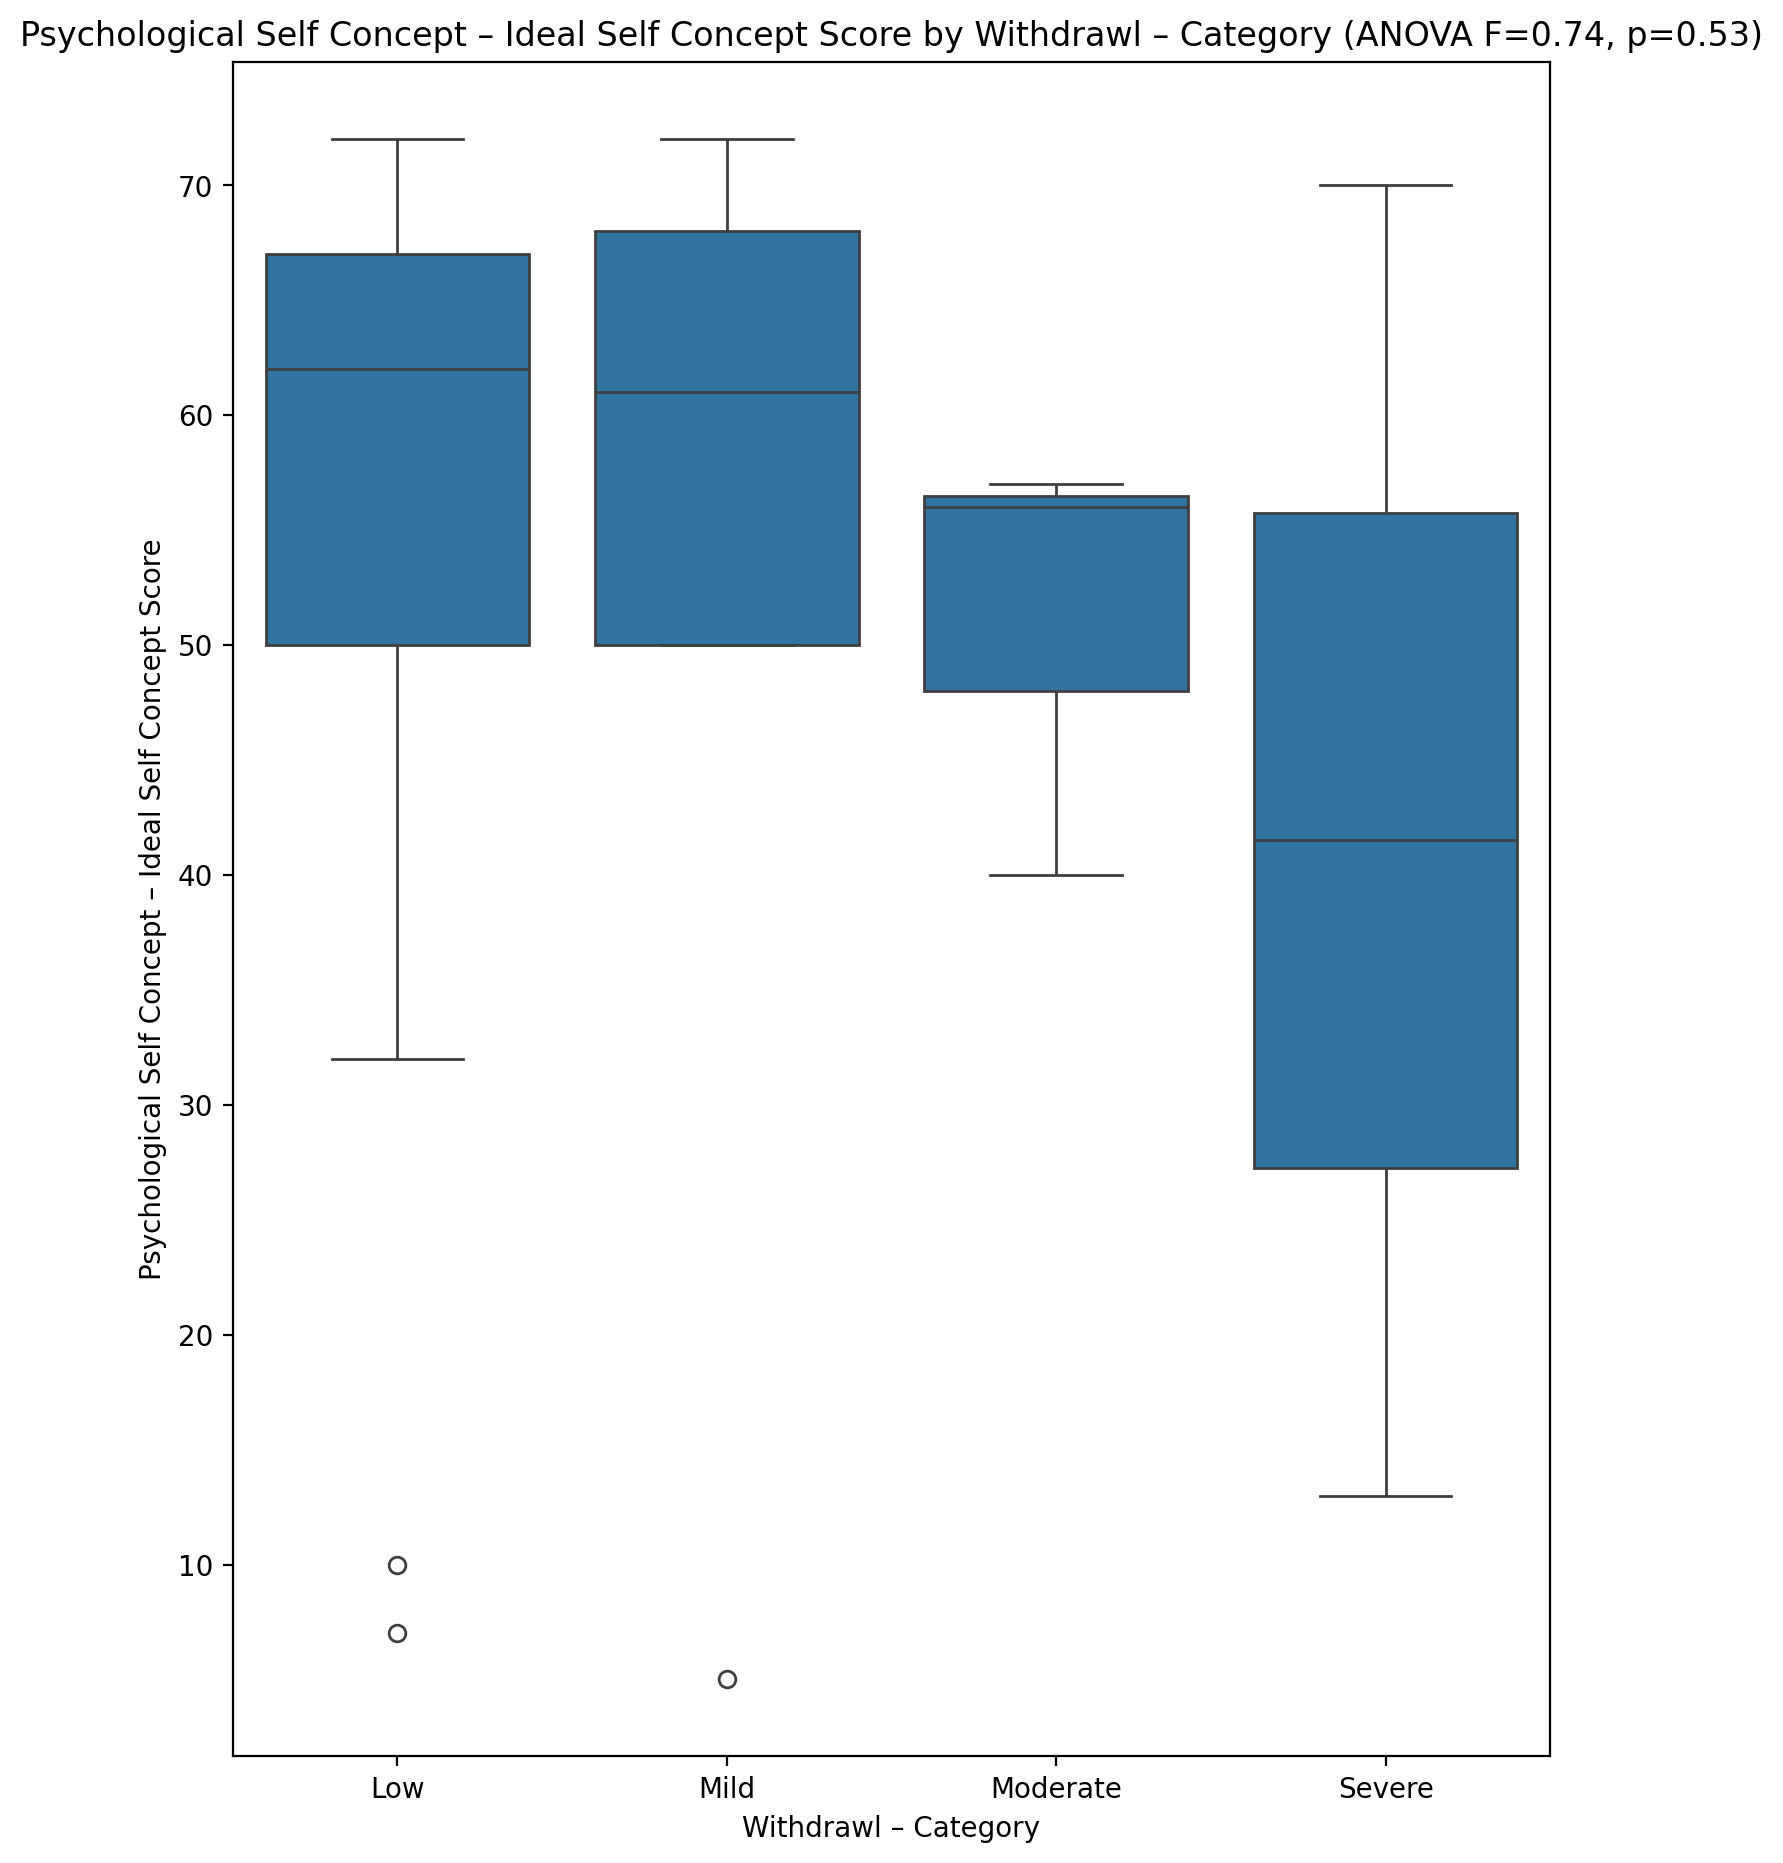 Psychological Self Concept – Ideal Self Concept Score by Withdrawl – Category (ANOVA F=0.74, p=0.53)
Psychological Self Concept – Ideal Self Concept Score
70
60
50
40
30
20
10
Low Mild Moderate Severe
Withdrawl – Category